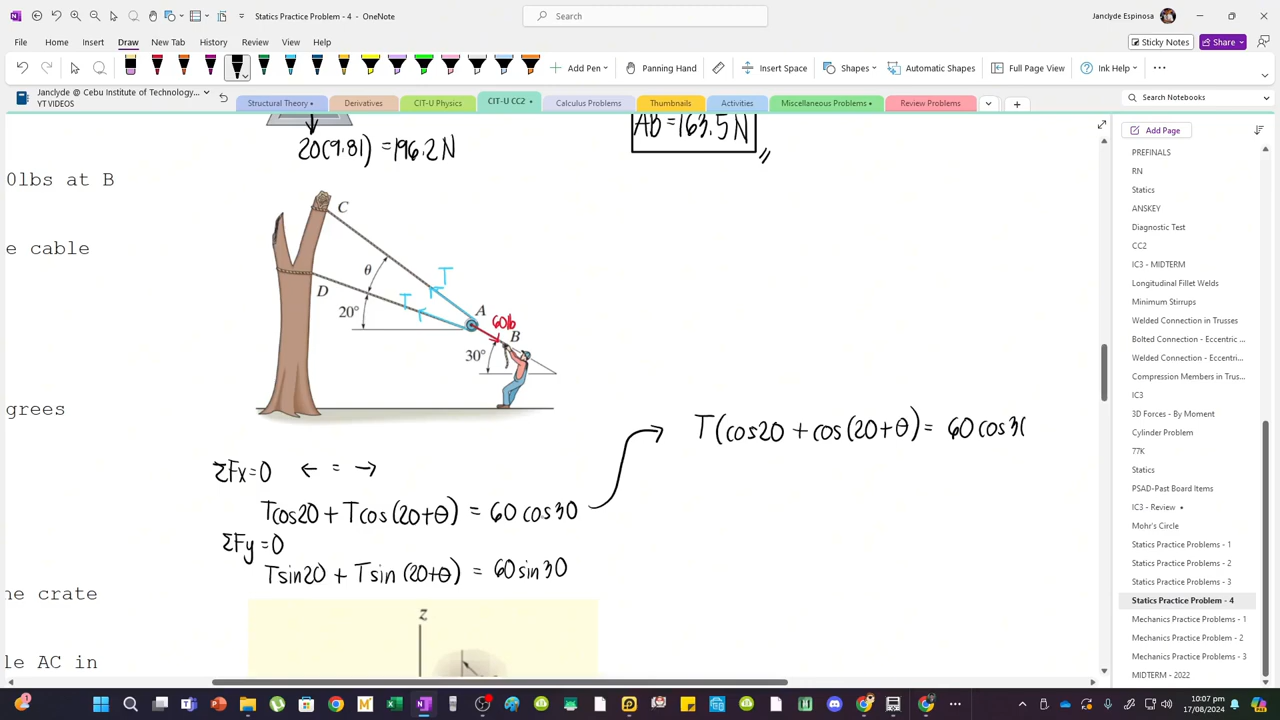 Statics Practice Problem - 4 - OneNote
Search
Janclyde Espinosa
File Home Insert Draw New Tab History Review View Help
Sticky Notes
Share
Add Pen
Panning Hand
Insert Space
Shapes
Automatic Shapes
Full Page View
Ink Help
Janclyde @ Cebu Institute of Technology...
YT VIDEOS
Structural Theory
Derivatives
CIT-U Physics
CIT-U CC2
Calculus Problems
Thumbnails
Activities
Miscellaneous Problems
Review Problems
Search Notebooks
20(9.81) = 196.2 N
AB = 163.5 N
0lbs at B
e cable
egrees
ne crate
le AC in
C
θ
T
D
T
A
20°
60lb
B
30°
T(cos20 + cos(20+θ) = 60 cos 30
ΣFx=0 ← = →
Tcos20 + Tcos(20+θ) = 60 cos30
ΣFy=0
Tsin20 + Tsin(20+θ) = 60sin30
z
Add Page
PREFINALS
RN
Statics
ANSKEY
Diagnostic Test
CC2
IC3 - MIDTERM
Longitudinal Fillet Welds
Minimum Stirrups
Welded Connection in Trusses
Bolted Connection - Eccentric ...
Welded Connection - Eccentri...
Compression Members in Trus...
IC3
3D Forces - By Moment
Cylinder Problem
77K
Statics
PSAD-Past Board Items
IC3 - Review
Mohr's Circle
Statics Practice Problems - 1
Statics Practice Problems - 2
Statics Practice Problems - 3
Statics Practice Problem - 4
Mechanics Practice Problems - 1
Mechanics Practice Problem - 2
Mechanics Practice Problem - 3
MIDTERM - 2022
10:07 pm
17/08/2024